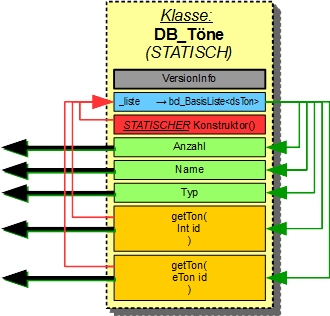 Klasse:
DB_Töne
(STATISCH)
VersionInfo
_liste → bd_BasisListe<dsTon>
STATISCHER Konstruktor()
Anzahl
Name
Typ
getTon(
Int id
)
getTon(
eTon id
)